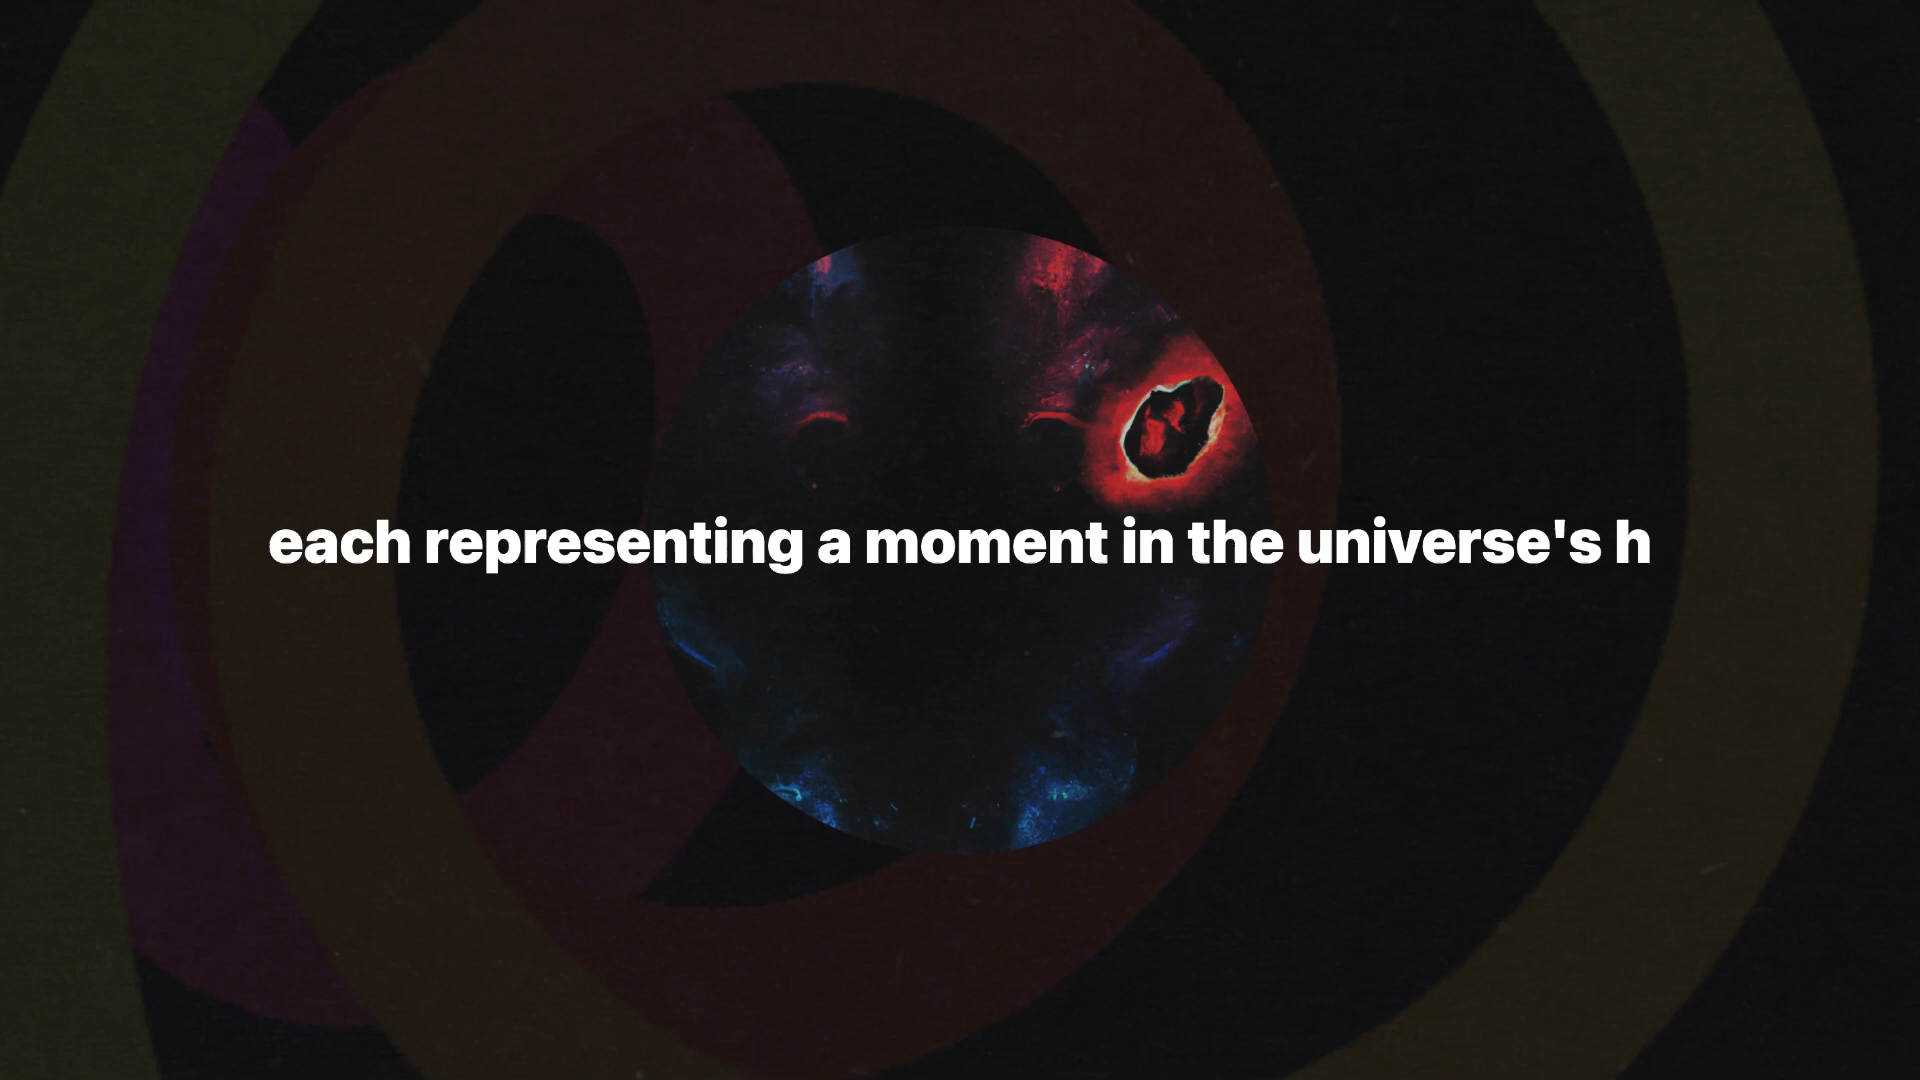 each representing a moment in the universe's h